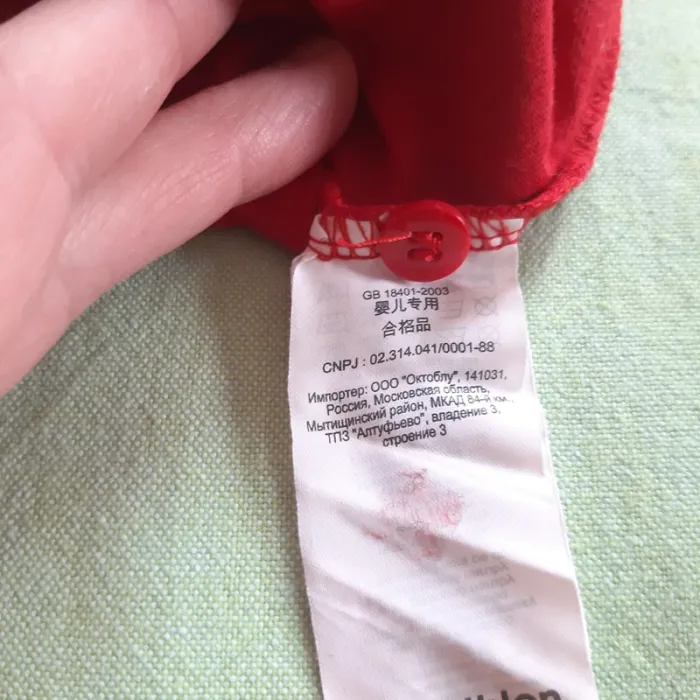 GB 18401-2003
婴儿专用
合格品
CNPJ : 02.314.041/0001-88
Импортер: ООО "Октоблу", 141031,
Россия, Московская область,
Мытищинский район, МКАД 84-й км.,
ТПЗ "Алтуфьево", владение 3,
строение 3